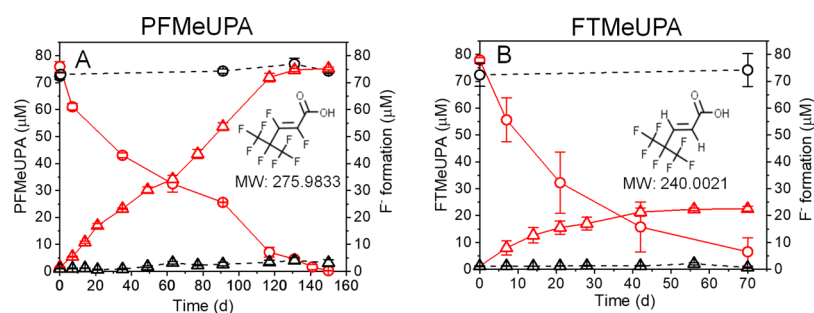 PFMeUPA
FTMeUPA
A
B
80
70
60
50
40
30
20
10
0
PFMeUPA (µM)
0 20 40 60 80 100 120 140 160
Time (d)
80
70
60
50
40
30
20
10
0
F⁻ formation (µM)
O
OH
F
F
F
F
F
F
F
F
MW: 275.9833
80
70
60
50
40
30
20
10
0
FTMeUPA (µM)
0 10 20 30 40 50 60 70
Time (d)
80
70
60
50
40
30
20
10
0
F⁻ formation (µM)
O
OH
H
H
F
F
F
F
F
F
MW: 240.0021